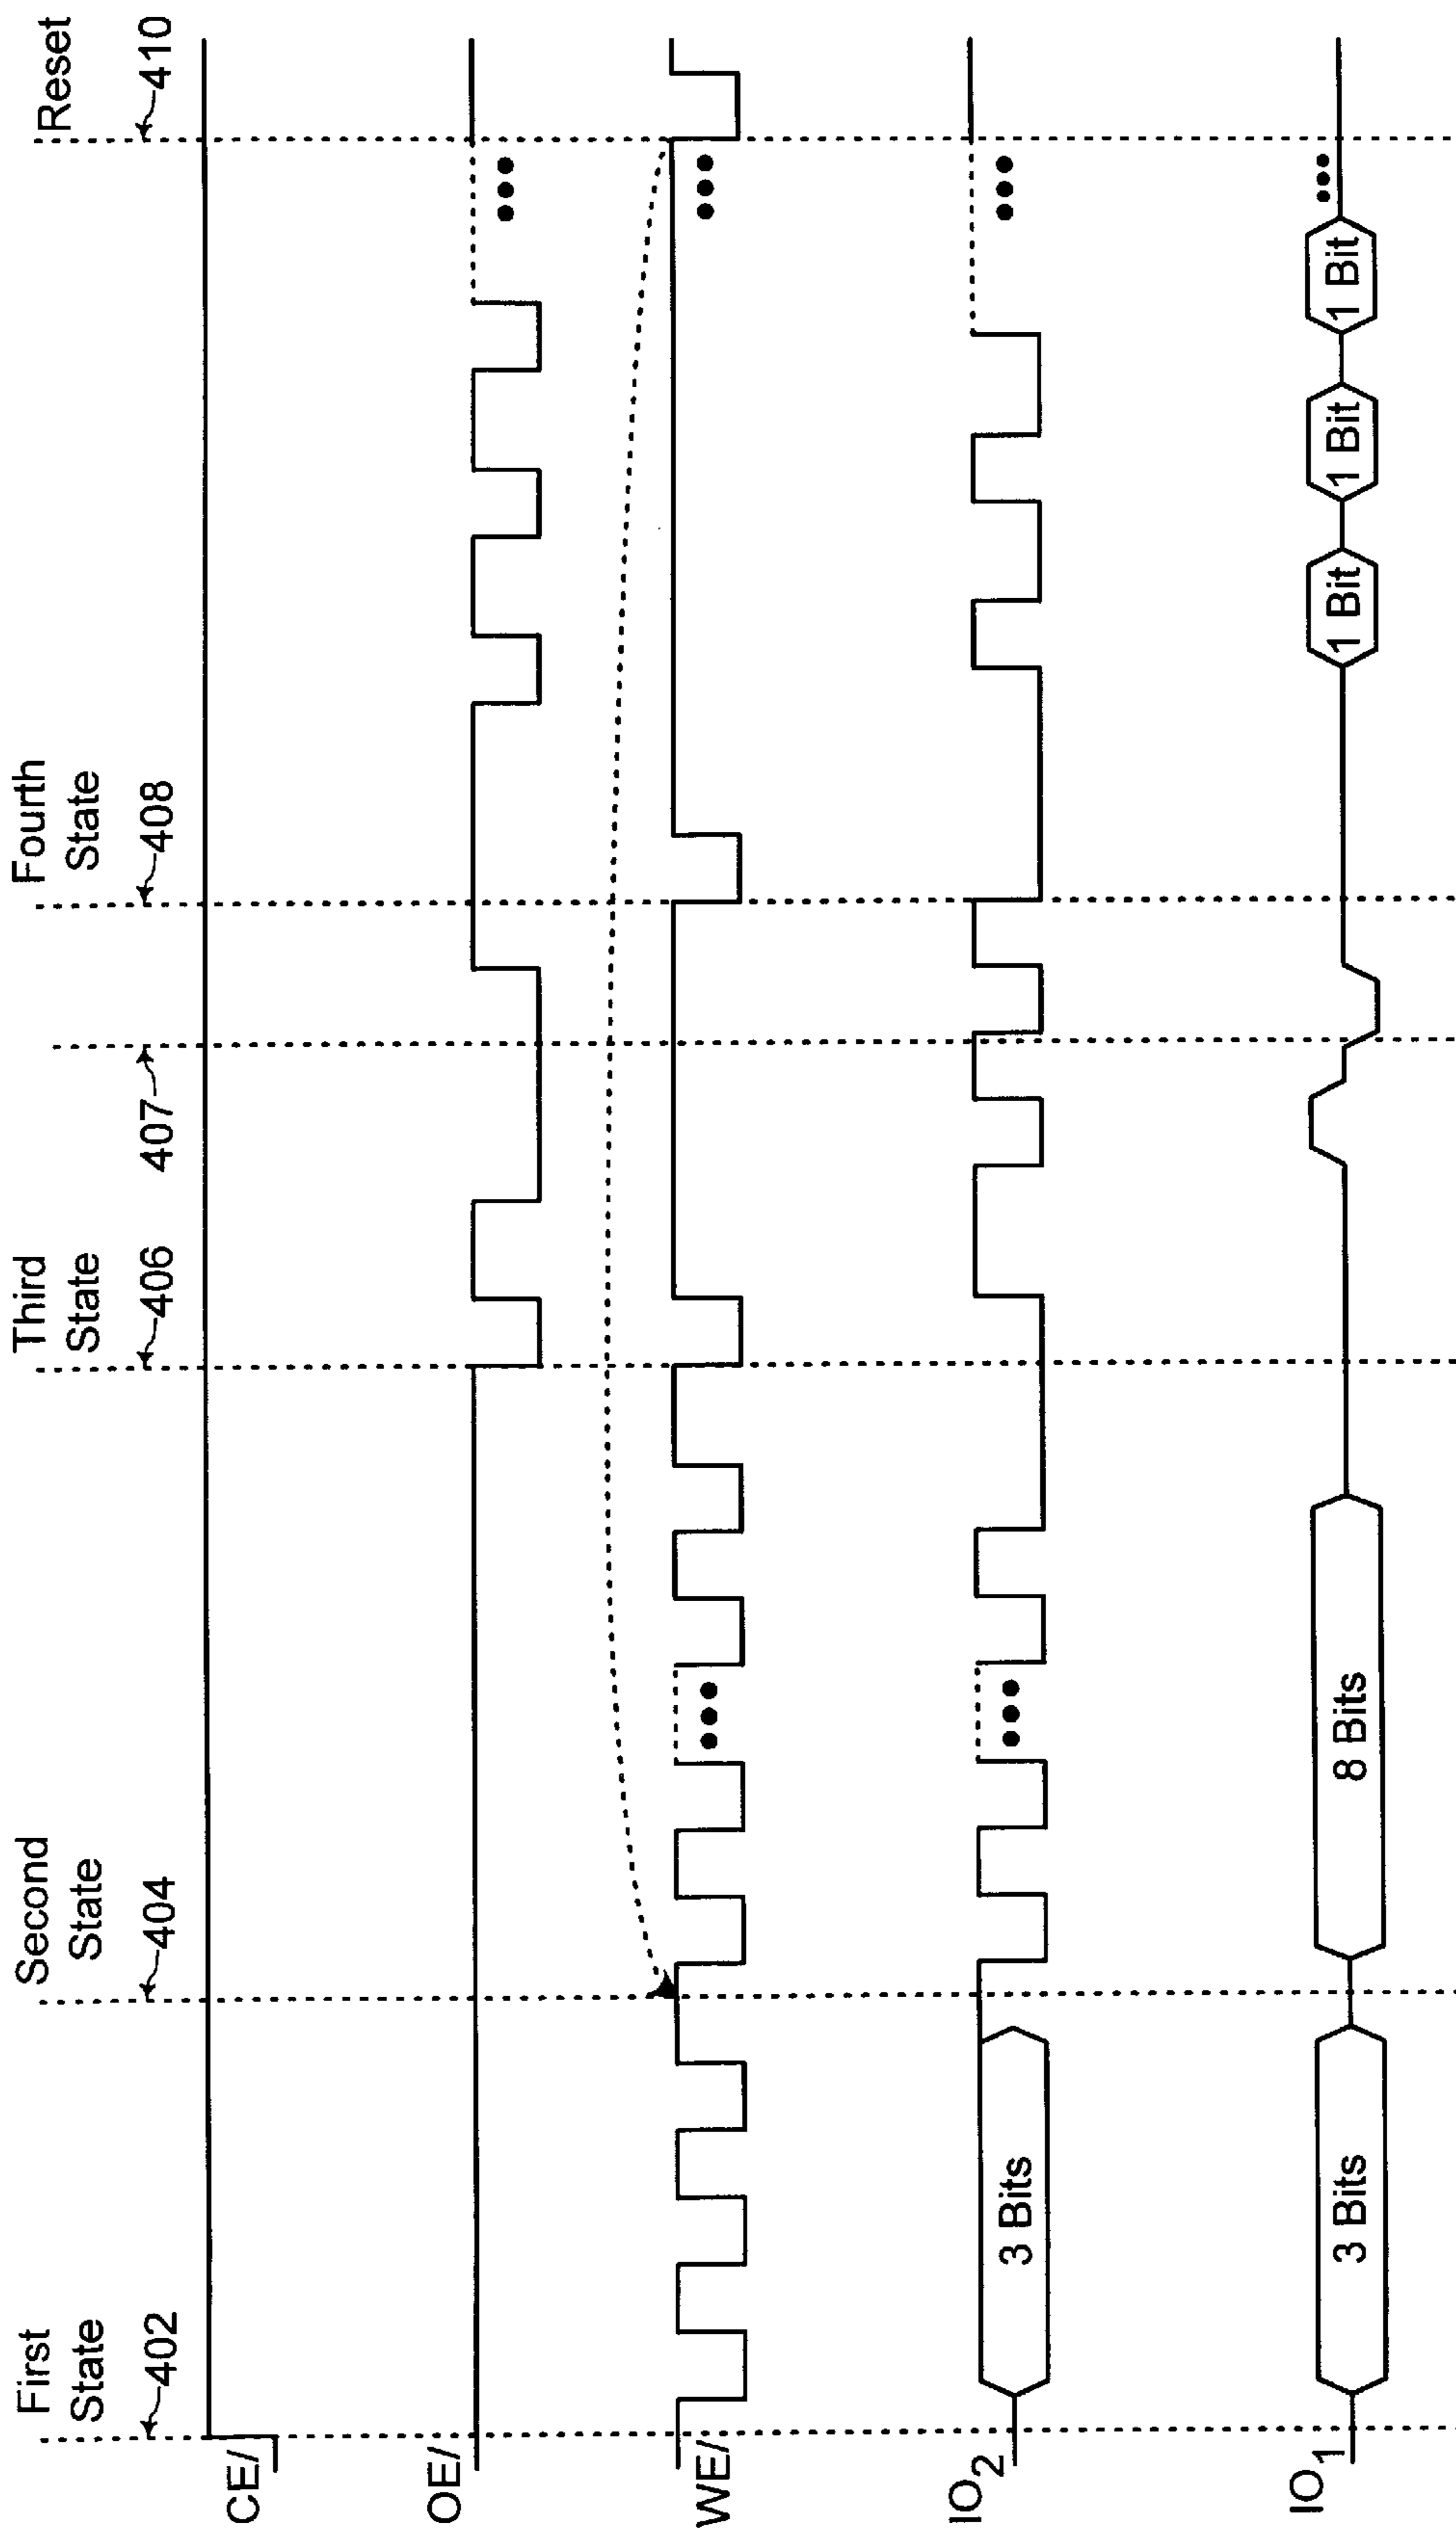 First
State
402
Second
State
404
Third
State
406
407
Fourth
State
408
Reset
410
CE/
OE/
WE/
IO2
3 Bits
IO1
3 Bits
8 Bits
1 Bit
1 Bit
1 Bit